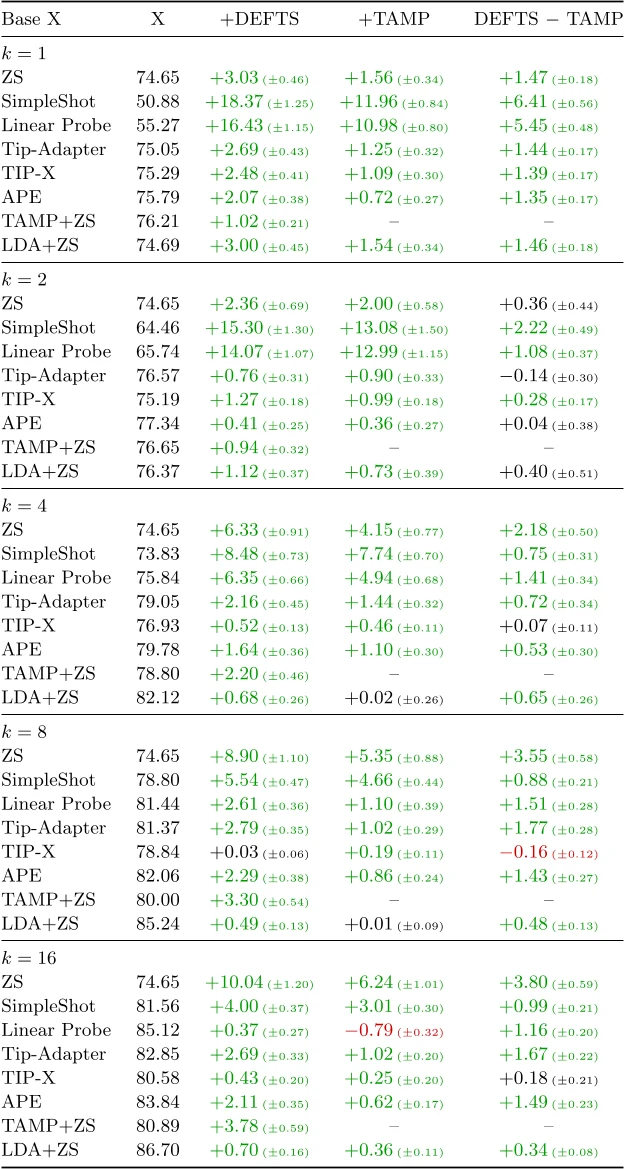 Base X X +DEFTS +TAMP DEFTS − TAMP
k = 1
ZS 74.65 +3.03 (±0.46) +1.56 (±0.34) +1.47 (±0.18)
SimpleShot 50.88 +18.37 (±1.25) +11.96 (±0.84) +6.41 (±0.56)
Linear Probe 55.27 +16.43 (±1.15) +10.98 (±0.80) +5.45 (±0.48)
Tip-Adapter 75.05 +2.69 (±0.43) +1.25 (±0.32) +1.44 (±0.17)
TIP-X 75.29 +2.48 (±0.41) +1.09 (±0.30) +1.39 (±0.17)
APE 75.79 +2.07 (±0.38) +0.72 (±0.27) +1.35 (±0.17)
TAMP+ZS 76.21 +1.02 (±0.21) – –
LDA+ZS 74.69 +3.00 (±0.45) +1.54 (±0.34) +1.46 (±0.18)
k = 2
ZS 74.65 +2.36 (±0.69) +2.00 (±0.58) +0.36 (±0.44)
SimpleShot 64.46 +15.30 (±1.30) +13.08 (±1.50) +2.22 (±0.49)
Linear Probe 65.74 +14.07 (±1.07) +12.99 (±1.15) +1.08 (±0.37)
Tip-Adapter 76.57 +0.76 (±0.31) +0.90 (±0.33) −0.14 (±0.30)
TIP-X 75.19 +1.27 (±0.18) +0.99 (±0.18) +0.28 (±0.17)
APE 77.34 +0.41 (±0.25) +0.36 (±0.27) +0.04 (±0.38)
TAMP+ZS 76.65 +0.94 (±0.32) – –
LDA+ZS 76.37 +1.12 (±0.37) +0.73 (±0.39) +0.40 (±0.51)
k = 4
ZS 74.65 +6.33 (±0.91) +4.15 (±0.77) +2.18 (±0.50)
SimpleShot 73.83 +8.48 (±0.73) +7.74 (±0.70) +0.75 (±0.31)
Linear Probe 75.84 +6.35 (±0.66) +4.94 (±0.68) +1.41 (±0.34)
Tip-Adapter 79.05 +2.16 (±0.45) +1.44 (±0.32) +0.72 (±0.34)
TIP-X 76.93 +0.52 (±0.13) +0.46 (±0.11) +0.07 (±0.11)
APE 79.78 +1.64 (±0.36) +1.10 (±0.30) +0.53 (±0.30)
TAMP+ZS 78.80 +2.20 (±0.46) – –
LDA+ZS 82.12 +0.68 (±0.26) +0.02 (±0.26) +0.65 (±0.26)
k = 8
ZS 74.65 +8.90 (±1.10) +5.35 (±0.88) +3.55 (±0.58)
SimpleShot 78.80 +5.54 (±0.47) +4.66 (±0.44) +0.88 (±0.21)
Linear Probe 81.44 +2.61 (±0.36) +1.10 (±0.39) +1.51 (±0.28)
Tip-Adapter 81.37 +2.79 (±0.35) +1.02 (±0.29) +1.77 (±0.28)
TIP-X 78.84 +0.03 (±0.06) +0.19 (±0.11) −0.16 (±0.12)
APE 82.06 +2.29 (±0.38) +0.86 (±0.24) +1.43 (±0.27)
TAMP+ZS 80.00 +3.30 (±0.54) – –
LDA+ZS 85.24 +0.49 (±0.13) +0.01 (±0.09) +0.48 (±0.13)
k = 16
ZS 74.65 +10.04 (±1.20) +6.24 (±1.01) +3.80 (±0.59)
SimpleShot 81.56 +4.00 (±0.37) +3.01 (±0.30) +0.99 (±0.21)
Linear Probe 85.12 +0.37 (±0.27) −0.79 (±0.32) +1.16 (±0.20)
Tip-Adapter 82.85 +2.69 (±0.33) +1.02 (±0.20) +1.67 (±0.22)
TIP-X 80.58 +0.43 (±0.20) +0.25 (±0.20) +0.18 (±0.21)
APE 83.84 +2.11 (±0.35) +0.62 (±0.17) +1.49 (±0.23)
TAMP+ZS 80.89 +3.78 (±0.59) – –
LDA+ZS 86.70 +0.70 (±0.16) +0.36 (±0.11) +0.34 (±0.08)